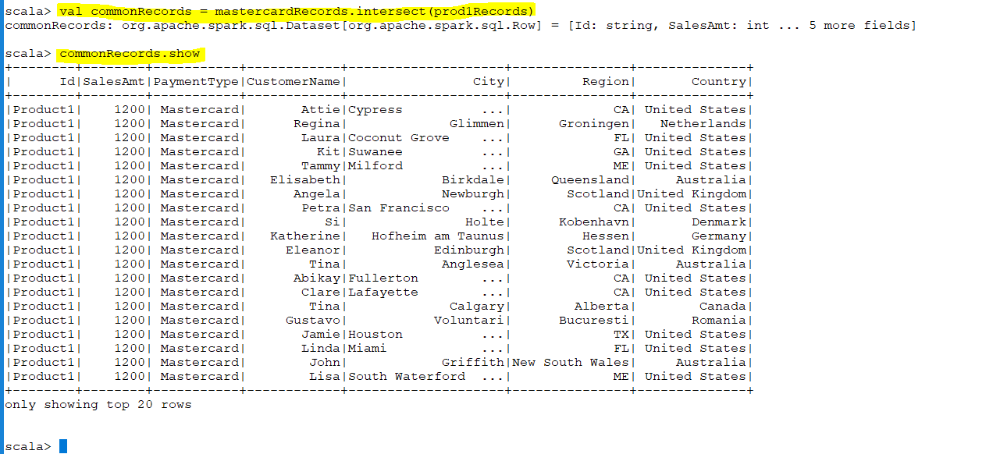 scala> val commonRecords = mastercardRecords.intersect(prod1Records)
commonRecords: org.apache.spark.sql.Dataset[org.apache.spark.sql.Row] = [Id: string, SalesAmt: int ... 5 more fields]
scala> commonRecords.show
+--------+--------+-----------+------------+--------------------+---------------+--------------+
|      Id|SalesAmt|PaymentType|CustomerName|                City|         Region|       Country|
+--------+--------+-----------+------------+--------------------+---------------+--------------+
|Product1|    1200| Mastercard|       Attie|Cypress          ...|             CA| United States|
|Product1|    1200| Mastercard|      Regina|             Glimmen|      Groningen|   Netherlands|
|Product1|    1200| Mastercard|       Laura|Coconut Grove    ...|             FL| United States|
|Product1|    1200| Mastercard|         Kit|Suwanee          ...|             GA| United States|
|Product1|    1200| Mastercard|       Tammy|Milford          ...|             ME| United States|
|Product1|    1200| Mastercard|   Elisabeth|            Birkdale|     Queensland|     Australia|
|Product1|    1200| Mastercard|      Angela|            Newburgh|       Scotland|United Kingdom|
|Product1|    1200| Mastercard|       Petra|San Francisco    ...|             CA| United States|
|Product1|    1200| Mastercard|          Si|               Holte|      Kobenhavn|       Denmark|
|Product1|    1200| Mastercard|   Katherine|   Hofheim am Taunus|         Hessen|       Germany|
|Product1|    1200| Mastercard|     Eleanor|           Edinburgh|       Scotland|United Kingdom|
|Product1|    1200| Mastercard|        Tina|            Anglesea|       Victoria|     Australia|
|Product1|    1200| Mastercard|      Abikay|Fullerton        ...|             CA| United States|
|Product1|    1200| Mastercard|       Clare|Lafayette        ...|             CA| United States|
|Product1|    1200| Mastercard|        Tina|             Calgary|        Alberta|        Canada|
|Product1|    1200| Mastercard|     Gustavo|           Voluntari|      Bucuresti|       Romania|
|Product1|    1200| Mastercard|       Jamie|Houston          ...|             TX| United States|
|Product1|    1200| Mastercard|       Linda|Miami            ...|             FL| United States|
|Product1|    1200| Mastercard|        John|            Griffith|New South Wales|     Australia|
|Product1|    1200| Mastercard|        Lisa|South Waterford  ...|             ME| United States|
+--------+--------+-----------+------------+--------------------+---------------+--------------+
only showing top 20 rows
scala>